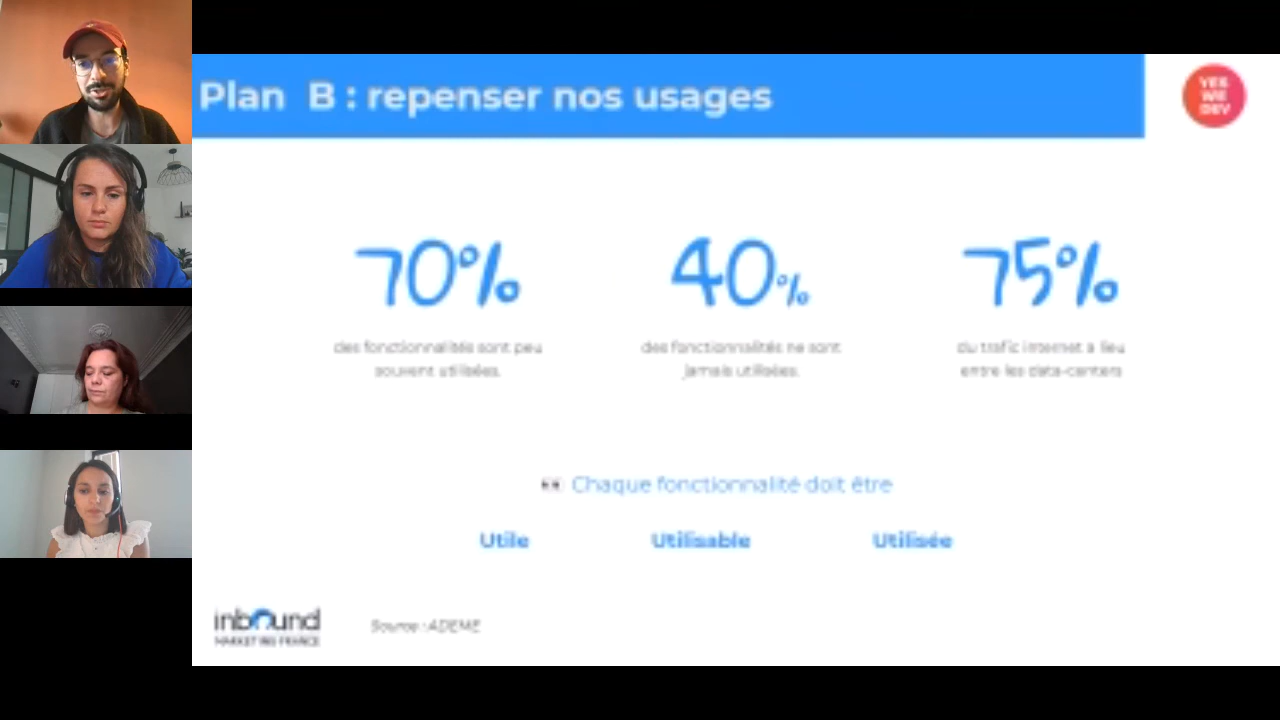 Plan B : repenser nos usages
YES
WE
DEV
70%
40%
75%
des fonctionnalités sont peu
souvent utilisées.
des fonctionnalités ne sont
jamais utilisées.
du trafic internet a lieu
entre les data-centers
👀 Chaque fonctionnalité doit être
Utile
Utilisable
Utilisée
inbound
MARKETING FRANCE
Source : ADEME